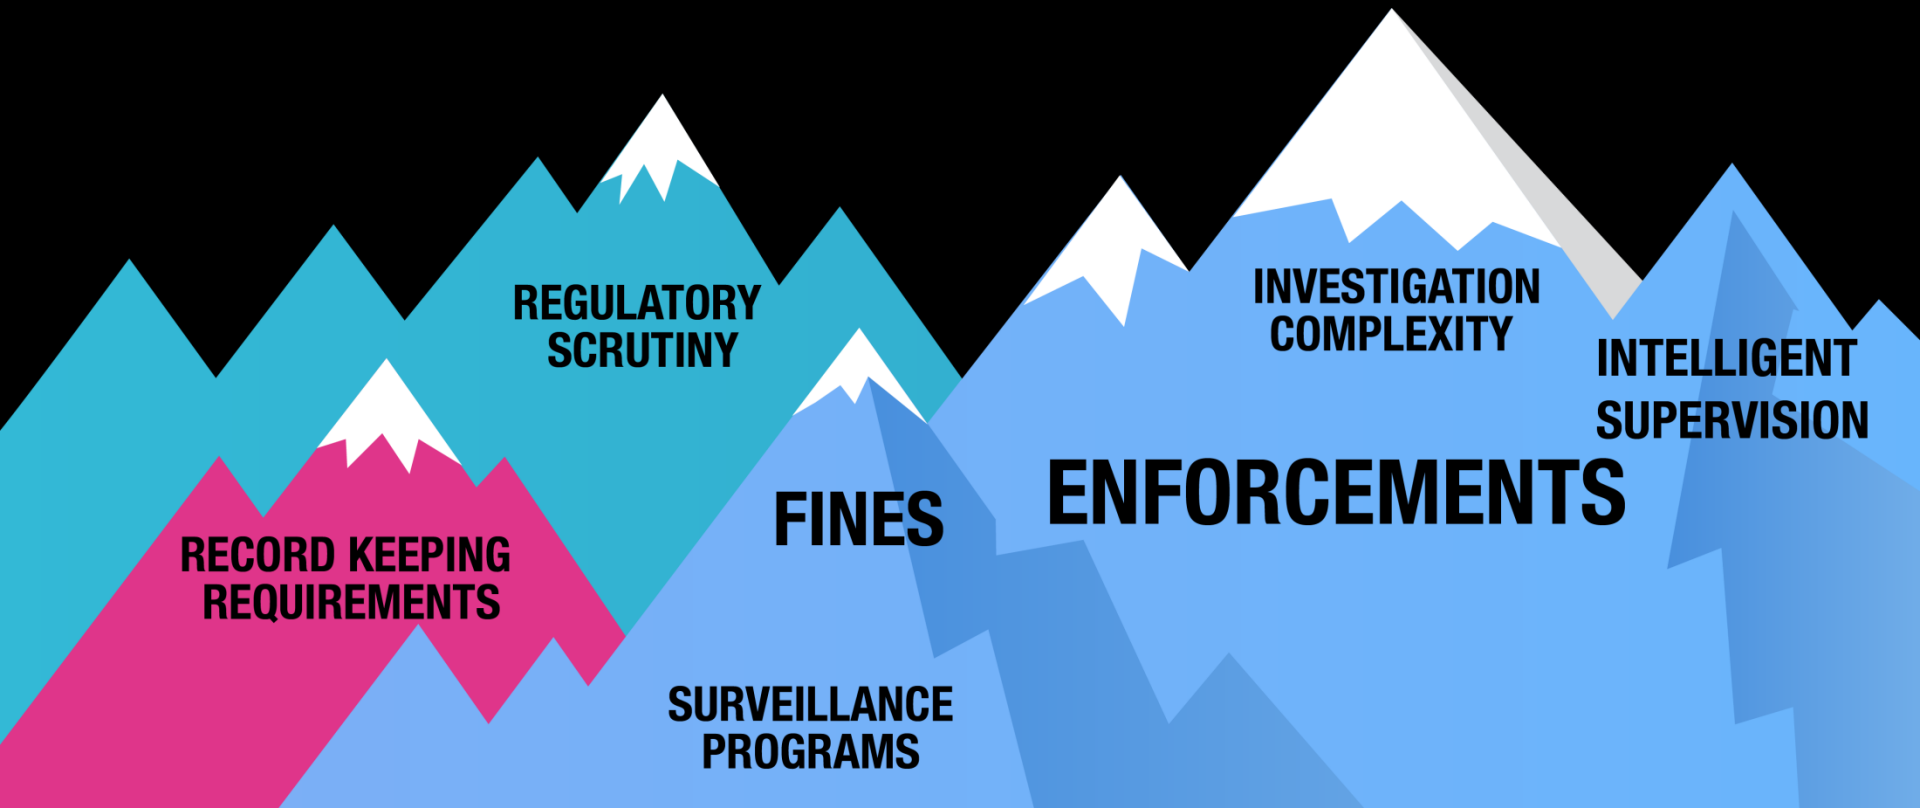 REGULATORY
SCRUTINY
INVESTIGATION
COMPLEXITY
INTELLIGENT
SUPERVISION
RECORD KEEPING
REQUIREMENTS
FINES
ENFORCEMENTS
SURVEILLANCE
PROGRAMS